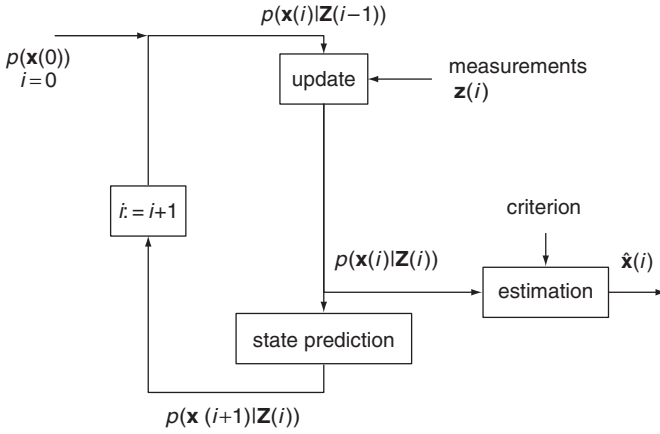 p(x(i)|Z(i−1))
p(x(0))
i=0
update
measurements
z(i)
i: = i+1
criterion
p(x(i)|Z(i))
x̂(i)
estimation
state prediction
p(x (i+1)|Z(i))